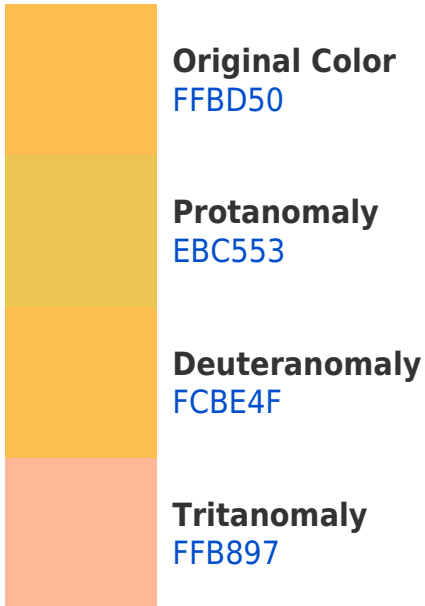 Original Color
FFBD50
Protanomaly
EBC553
Deuteranomaly
FCBE4F
Tritanomaly
FFB897